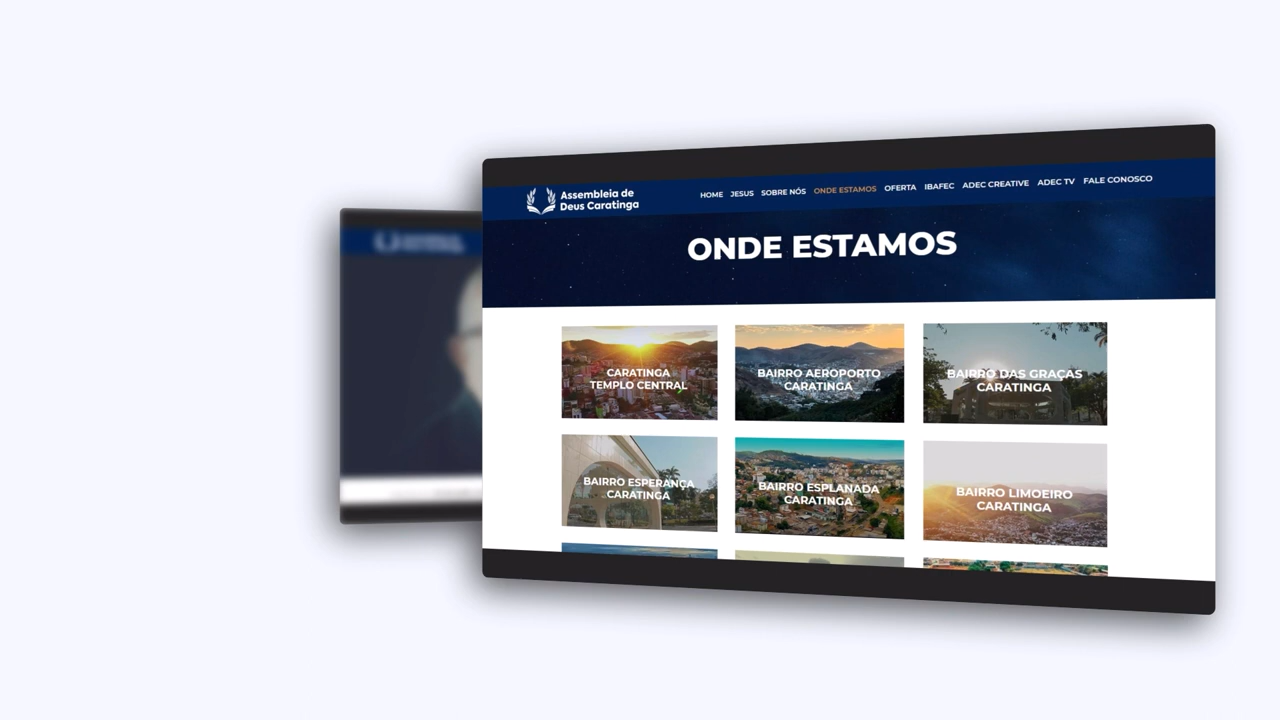 Assembleia de
Deus Caratinga
HOME JESUS SOBRE NÓS ONDE ESTAMOS OFERTA IBAFEC ADEC CREATIVE ADEC TV FALE CONOSCO
ONDE ESTAMOS
CARATINGA
TEMPLO CENTRAL
BAIRRO AEROPORTO
CARATINGA
BAIRRO DAS GRAÇAS
CARATINGA
BAIRRO ESPERANÇA
CARATINGA
BAIRRO ESPLANADA
CARATINGA
BAIRRO LIMOEIRO
CARATINGA